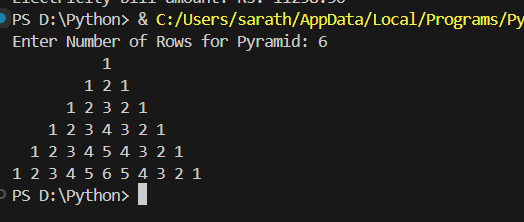 Electricity bill amount: RS. 11298.50
PS D:\Python> & C:/Users/sarath/AppData/Local/Programs/Py
Enter Number of Rows for Pyramid: 6
          1
        1 2 1
      1 2 3 2 1
    1 2 3 4 3 2 1
  1 2 3 4 5 4 3 2 1
1 2 3 4 5 6 5 4 3 2 1
PS D:\Python>